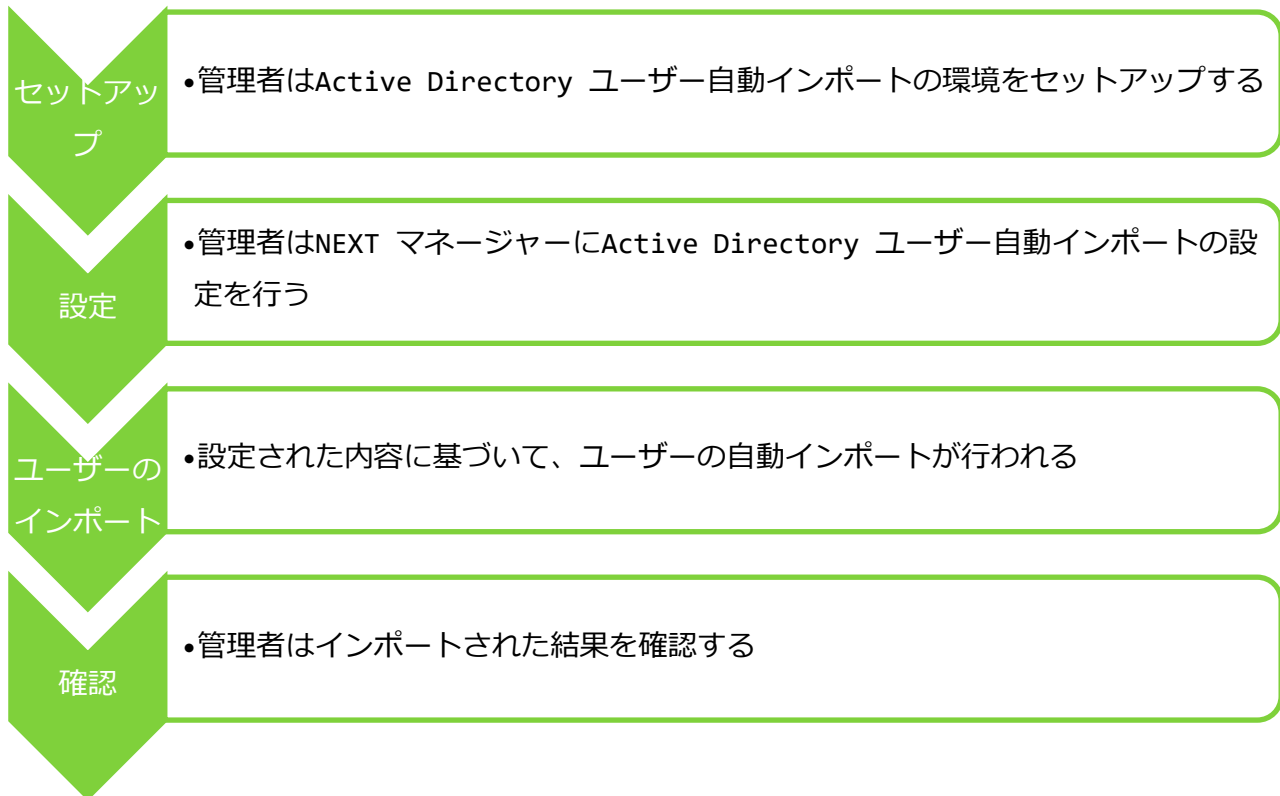 セットアッ
プ
•管理者はActive Directory ユーザー自動インポートの環境をセットアップする
設定
•管理者はNEXT マネージャーにActive Directory ユーザー自動インポートの設
定を行う
ユーザーの
インポート
•設定された内容に基づいて、ユーザーの自動インポートが行われる
確認
•管理者はインポートされた結果を確認する